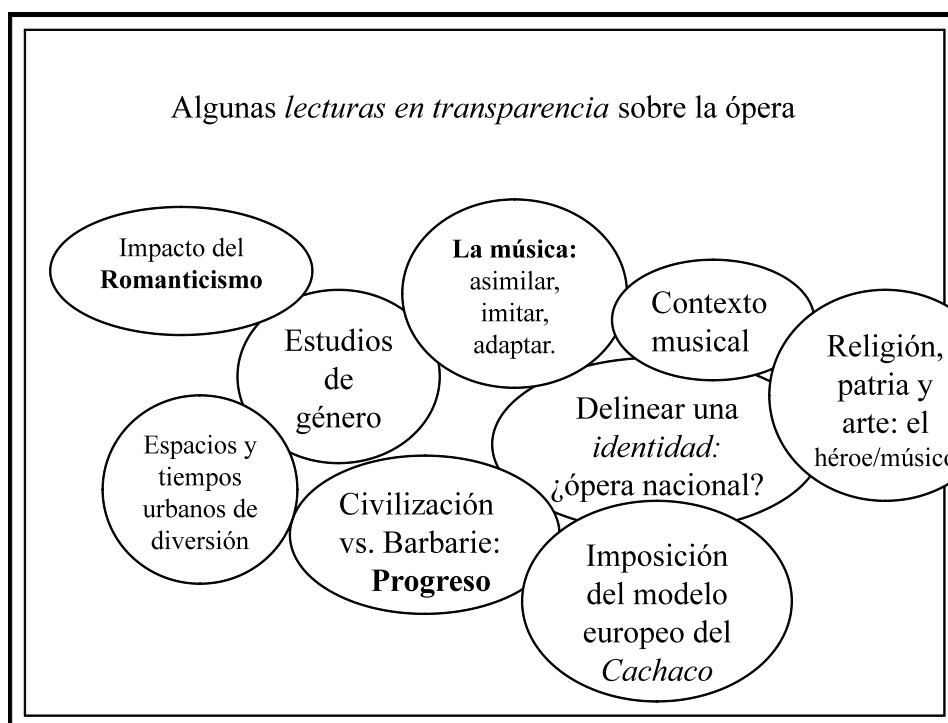 Algunas lecturas en transparencia sobre la ópera
Impacto del
Romanticismo
Estudios
de
género
La música:
asimilar,
imitar,
adaptar.
Contexto
musical
Religión,
patria y
arte: el
héroe/músico
Delinear una
identidad:
¿ópera nacional?
Espacios y
tiempos
urbanos de
diversión
Civilización
vs. Barbarie:
Progreso
Imposición
del modelo
europeo del
Cachaco